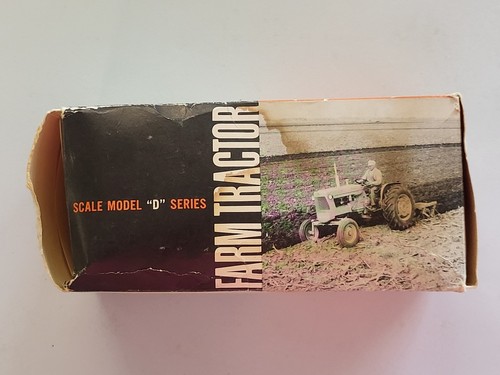 SCALE MODEL "D" SERIES
FARM TRACTOR